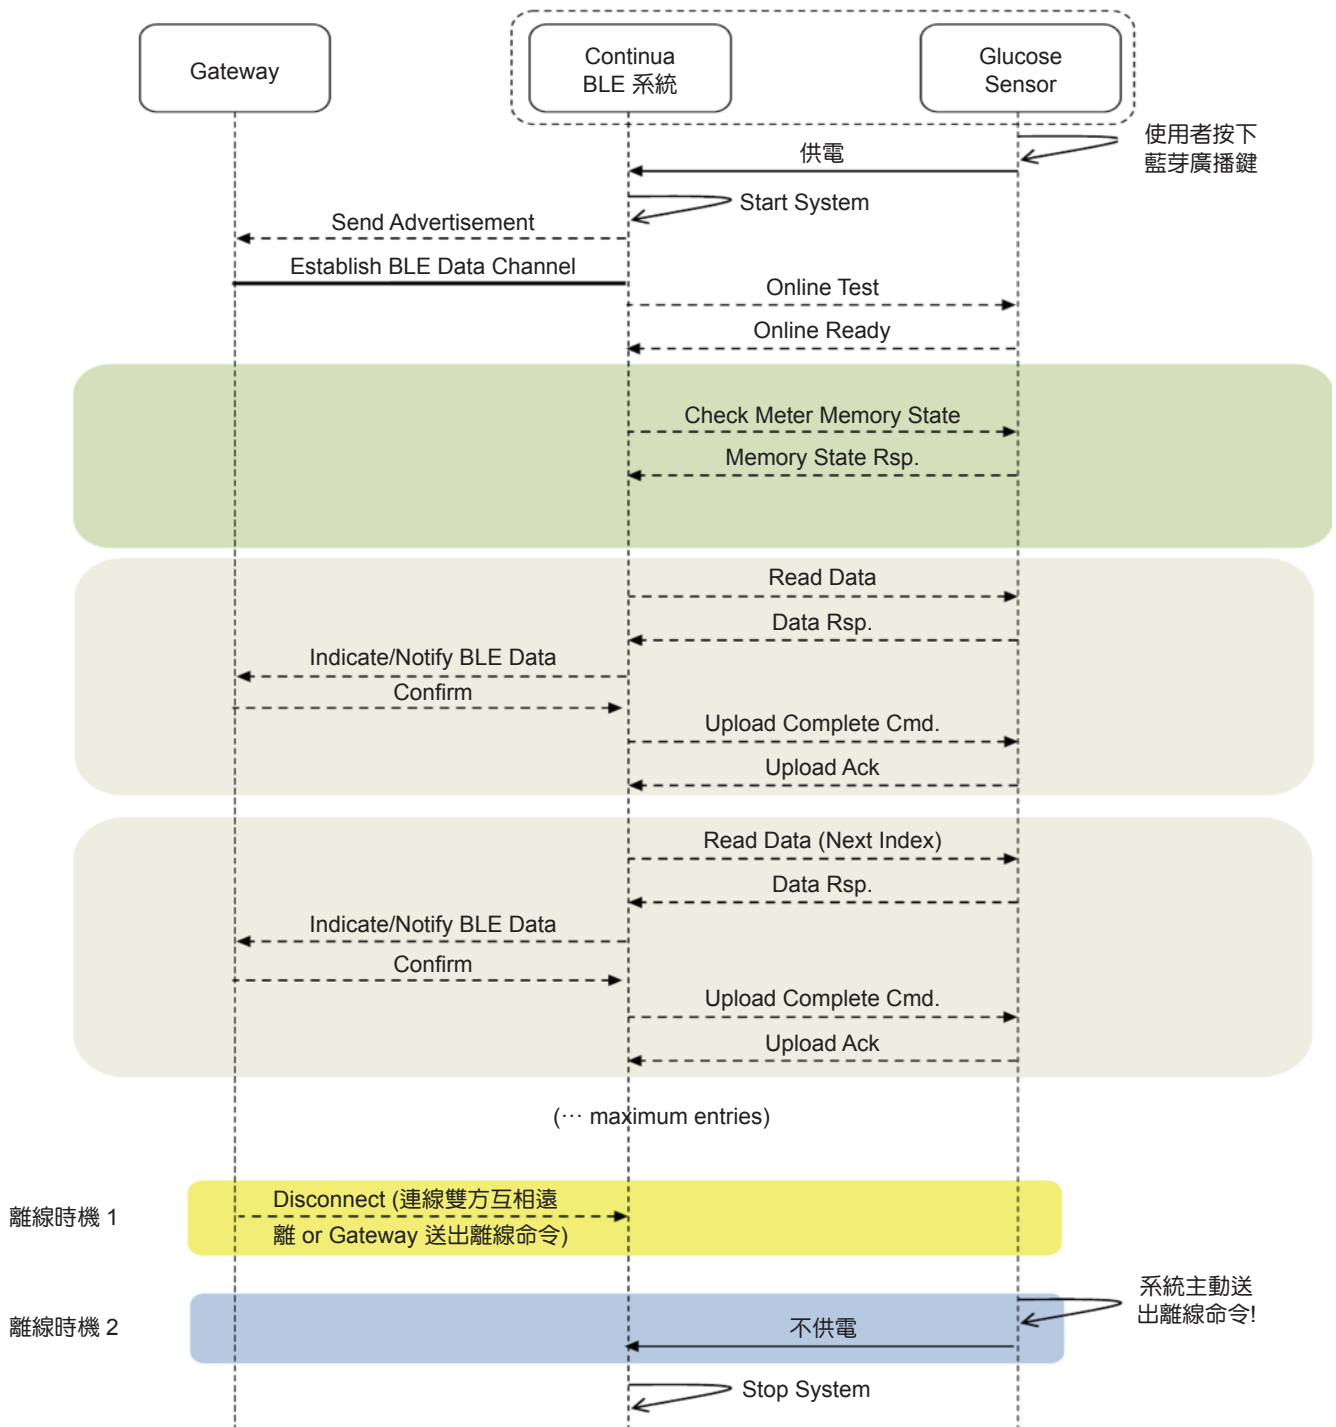 Gateway
Continua
BLE 系統
Glucose
Sensor
使用者按下
藍芽廣播鍵
供電
Start System
Send Advertisement
Establish BLE Data Channel
Online Test
Online Ready
Check Meter Memory State
Memory State Rsp.
Read Data
Data Rsp.
Indicate/Notify BLE Data
Confirm
Upload Complete Cmd.
Upload Ack
Read Data (Next Index)
Data Rsp.
Indicate/Notify BLE Data
Confirm
Upload Complete Cmd.
Upload Ack
(⋯ maximum entries)
離線時機 1
Disconnect (連線雙方互相遠
離 or Gateway 送出離線命令)
系統主動送
出離線命令!
離線時機 2
不供電
Stop System